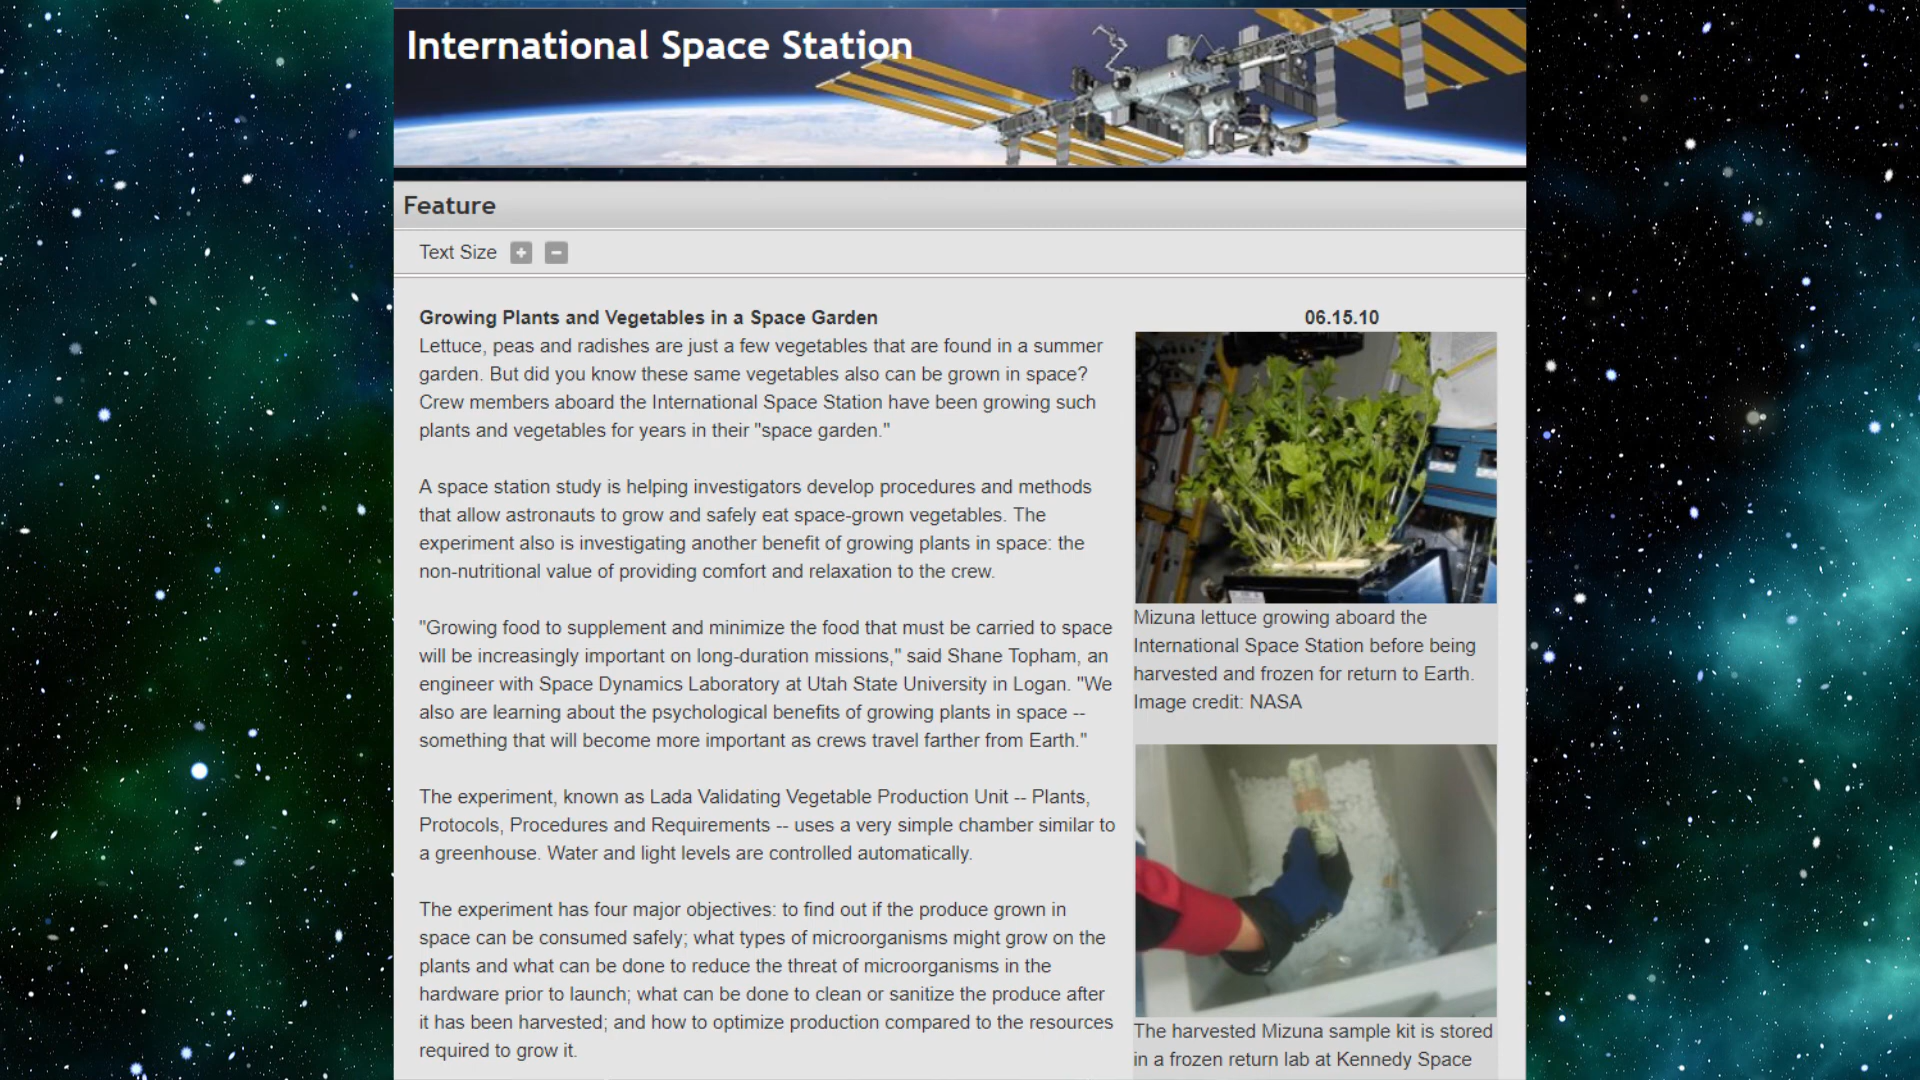 International Space Station
Feature
Text Size + -
Growing Plants and Vegetables in a Space Garden
Lettuce, peas and radishes are just a few vegetables that are found in a summer
garden. But did you know these same vegetables also can be grown in space?
Crew members aboard the International Space Station have been growing such
plants and vegetables for years in their "space garden."
A space station study is helping investigators develop procedures and methods
that allow astronauts to grow and safely eat space-grown vegetables. The
experiment also is investigating another benefit of growing plants in space: the
non-nutritional value of providing comfort and relaxation to the crew.
"Growing food to supplement and minimize the food that must be carried to space
will be increasingly important on long-duration missions," said Shane Topham, an
engineer with Space Dynamics Laboratory at Utah State University in Logan. "We
also are learning about the psychological benefits of growing plants in space --
something that will become more important as crews travel farther from Earth."
The experiment, known as Lada Validating Vegetable Production Unit -- Plants,
Protocols, Procedures and Requirements -- uses a very simple chamber similar to
a greenhouse. Water and light levels are controlled automatically.
The experiment has four major objectives: to find out if the produce grown in
space can be consumed safely; what types of microorganisms might grow on the
plants and what can be done to reduce the threat of microorganisms in the
hardware prior to launch; what can be done to clean or sanitize the produce after
it has been harvested; and how to optimize production compared to the resources
required to grow it.
06.15.10
Mizuna lettuce growing aboard the
International Space Station before being
harvested and frozen for return to Earth.
Image credit: NASA
The harvested Mizuna sample kit is stored
in a frozen return lab at Kennedy Space